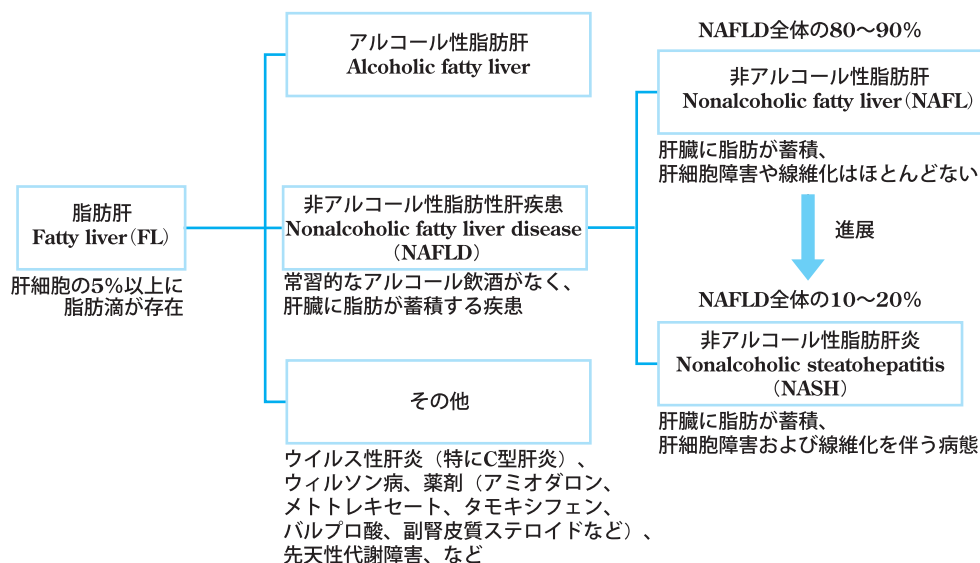 脂肪肝
Fatty liver(FL)
肝細胞の5%以上に
脂肪滴が存在
アルコール性脂肪肝
Alcoholic fatty liver
非アルコール性脂肪性肝疾患
Nonalcoholic fatty liver disease
(NAFLD)
常習的なアルコール飲酒がなく、
肝臓に脂肪が蓄積する疾患
その他
ウイルス性肝炎（特にC型肝炎）、
ウィルソン病、薬剤（アミオダロン、
メトトレキセート、タモキシフェン、
バルプロ酸、副腎皮質ステロイドなど）、
先天性代謝障害、など
NAFLD全体の80〜90%
非アルコール性脂肪肝
Nonalcoholic fatty liver(NAFL)
肝臓に脂肪が蓄積、
肝細胞障害や線維化はほとんどない
進展
NAFLD全体の10〜20%
非アルコール性脂肪肝炎
Nonalcoholic steatohepatitis
(NASH)
肝臓に脂肪が蓄積、
肝細胞障害および線維化を伴う病態